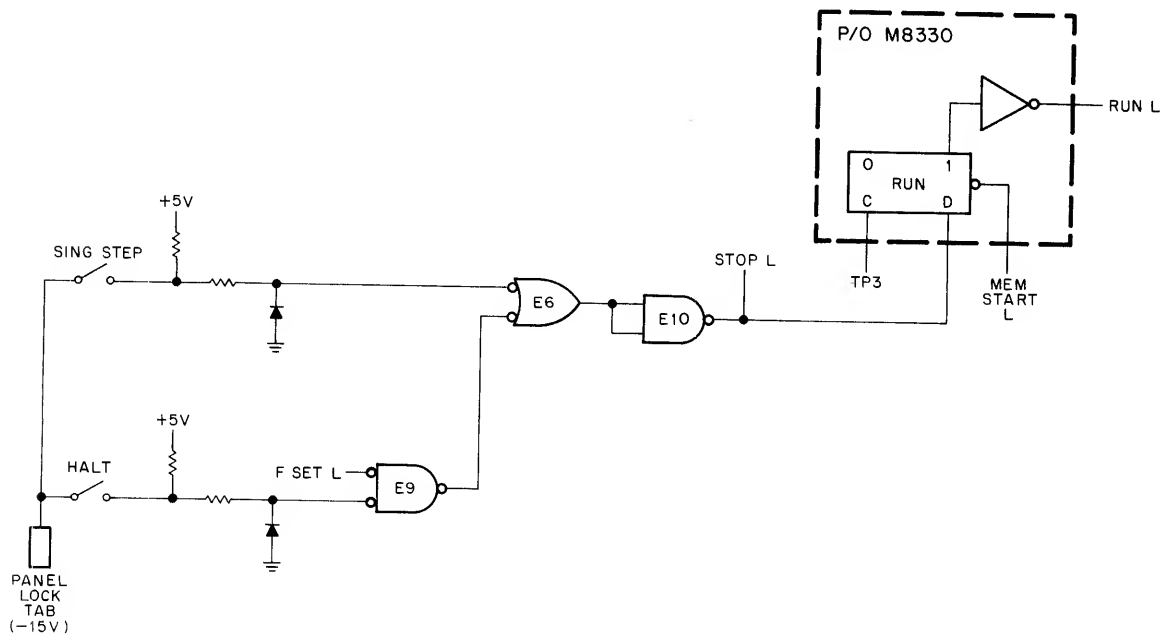 P/O M8330
RUN L
0 1
RUN
C D
+5V
SING STEP
STOP L
TP3
MEM
START
L
E6
E10
+5V
HALT
F SET L
E9
PANEL
LOCK
TAB
(-15V)